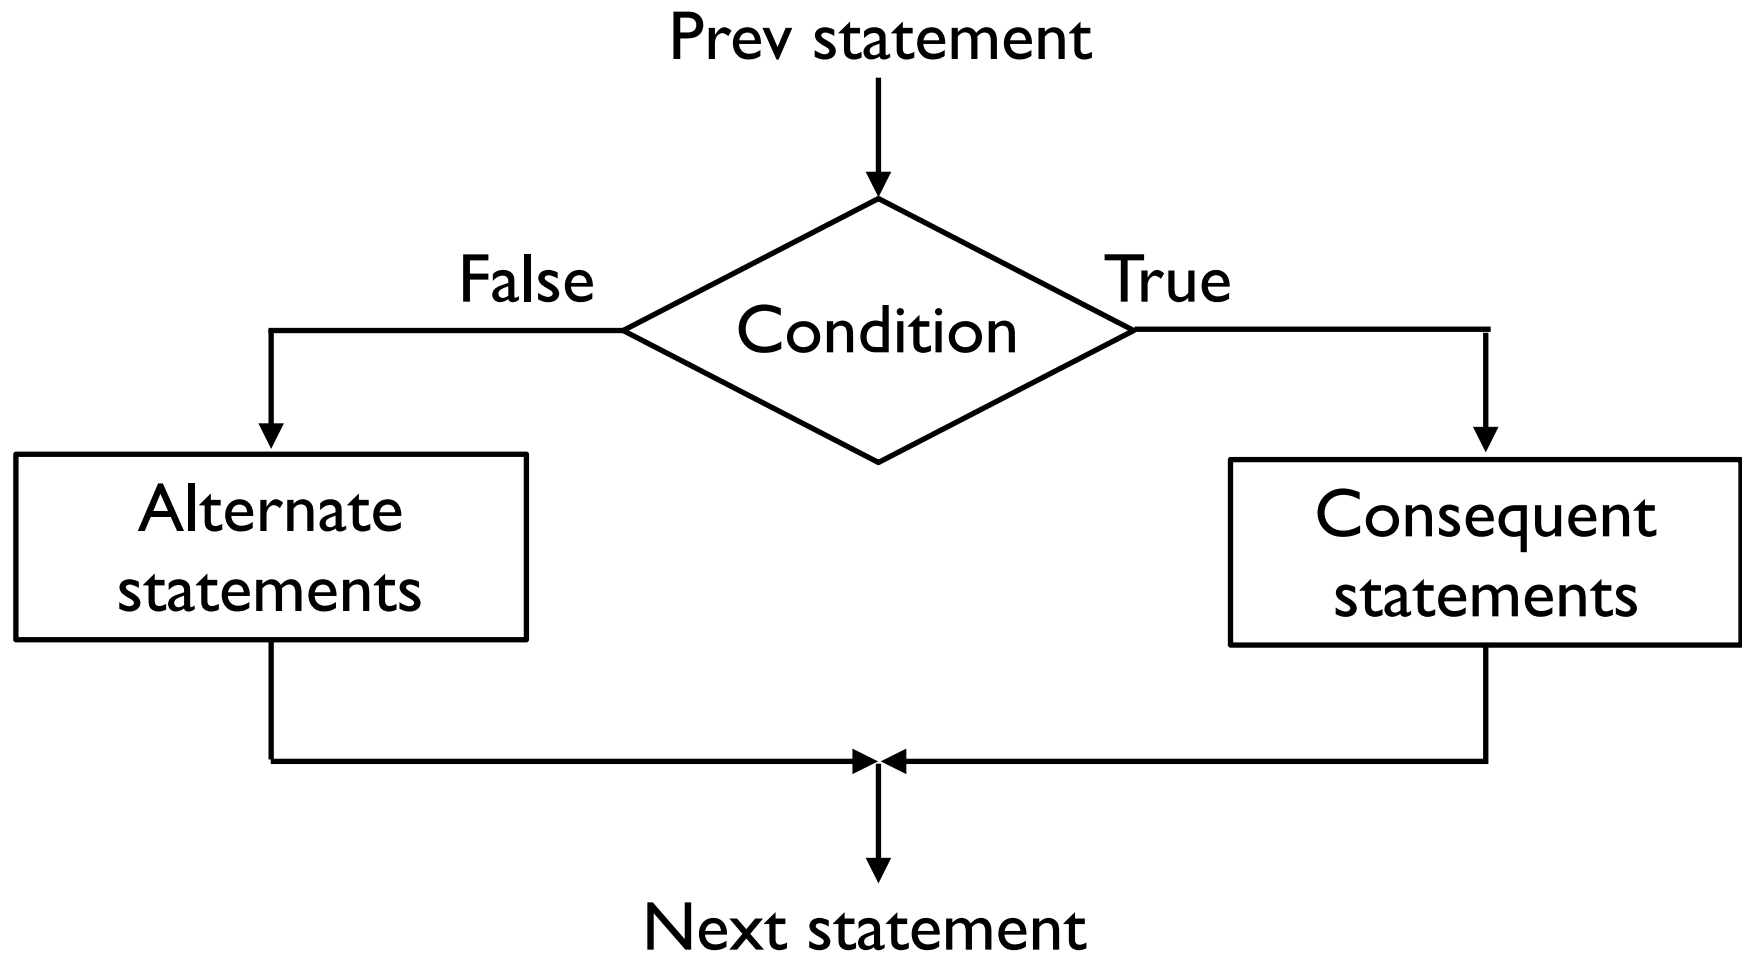 Prev statement
False
True
Condition
Alternate
statements
Consequent
statements
Next statement